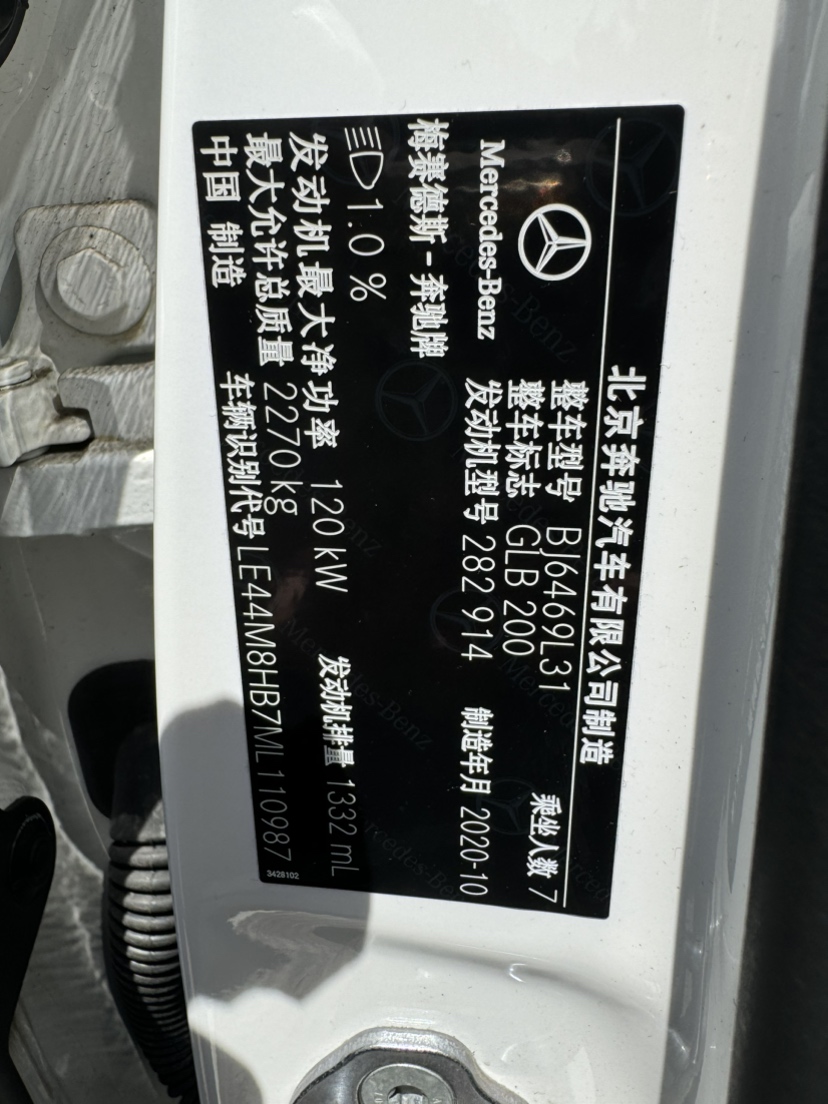 北京奔驰汽车有限公司制造
Mercedes-Benz
梅赛德斯-奔驰牌
整车型号 BJ6469L31
乘坐人数 7
整车标志 GLB 200
发动机型号 282 914
制造年月 2020-10
1.0 %
发动机最大净功率 120 kW
发动机排量 1332 mL
最大允许总质量 2270 kg
中国 制造
车辆识别代号 LE44M8HB7ML110987
3428102